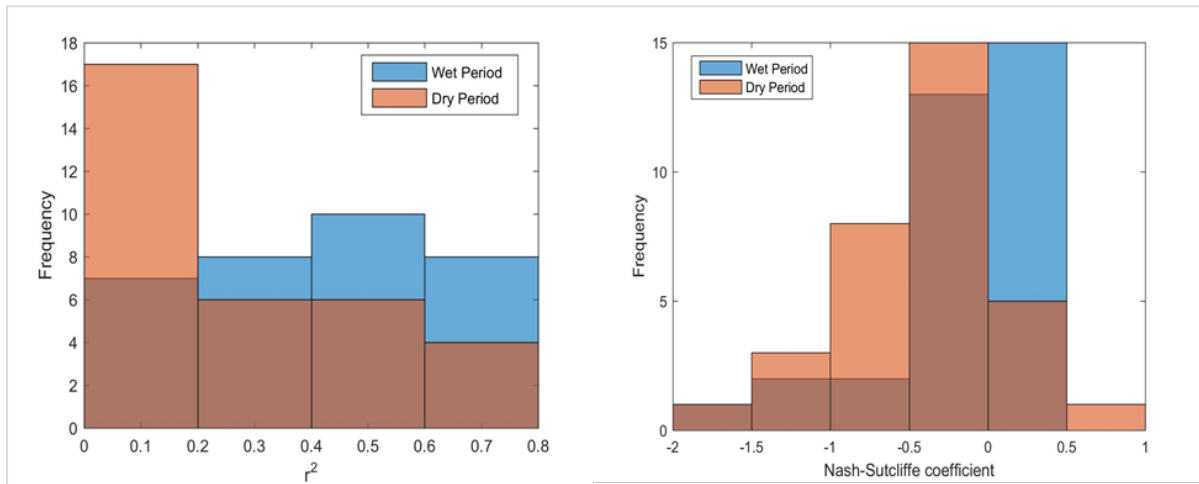 18
16
14
12
10
8
6
4
2
0
Frequency
Wet Period
Dry Period
0 0.1 0.2 0.3 0.4 0.5 0.6 0.7 0.8
r²
15
10
5
0
Frequency
Wet Period
Dry Period
-2 -1.5 -1 -0.5 0 0.5 1
Nash-Sutcliffe coefficient